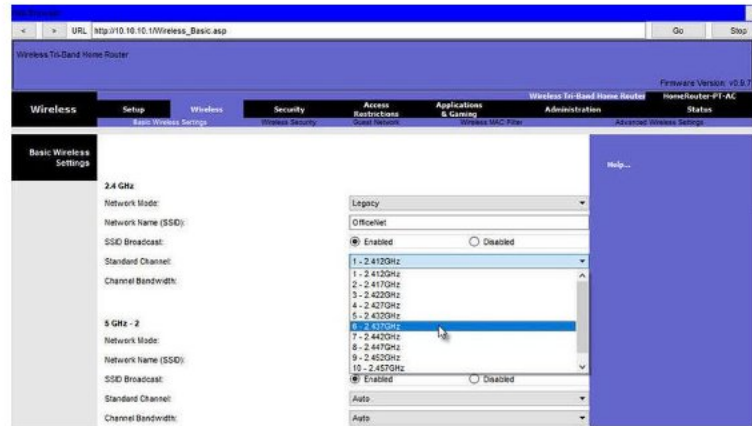 < > URL http://10.10.10.1/Wireless_Basic.asp Go Stop
Wireless Tri-Band Home Router
Firmware Version: v0.9.7
Wireless Tri-Band Home Router HomeRouter-PT-AC
Wireless Setup Wireless Security Access Restrictions Applications & Gaming Administration Status
Basic Wireless Settings Wireless Security Guest Network Wireless MAC Filter Advanced Wireless Settings
Basic Wireless Settings
Help...
2.4 GHz
Network Mode: Legacy
Network Name (SSID): OfficeNet
SSID Broadcast: Enabled Disabled
Standard Channel: 1 - 2.412GHz
Channel Bandwidth:
1 - 2.412GHz
2 - 2.417GHz
3 - 2.422GHz
4 - 2.427GHz
5 - 2.432GHz
6 - 2.437GHz
7 - 2.442GHz
8 - 2.447GHz
9 - 2.452GHz
10 - 2.457GHz
5 GHz - 2
Network Mode:
Network Name (SSID):
SSID Broadcast: Enabled Disabled
Standard Channel: Auto
Channel Bandwidth: Auto